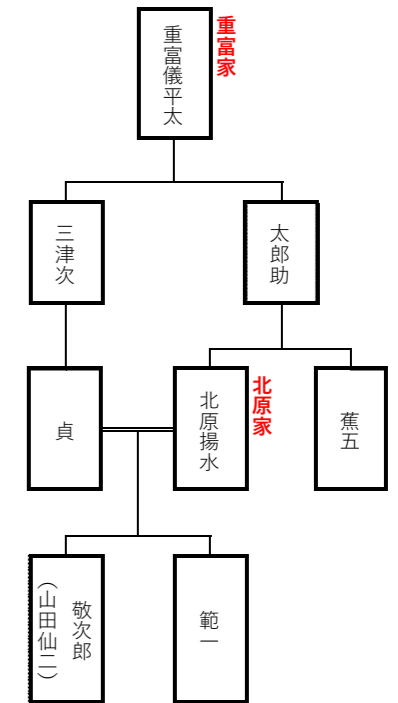 重富家
重富儀平太
太郎助
三津次
蕉五
北原家
北原揚水
貞
範一
敬次郎
（山田仙二）